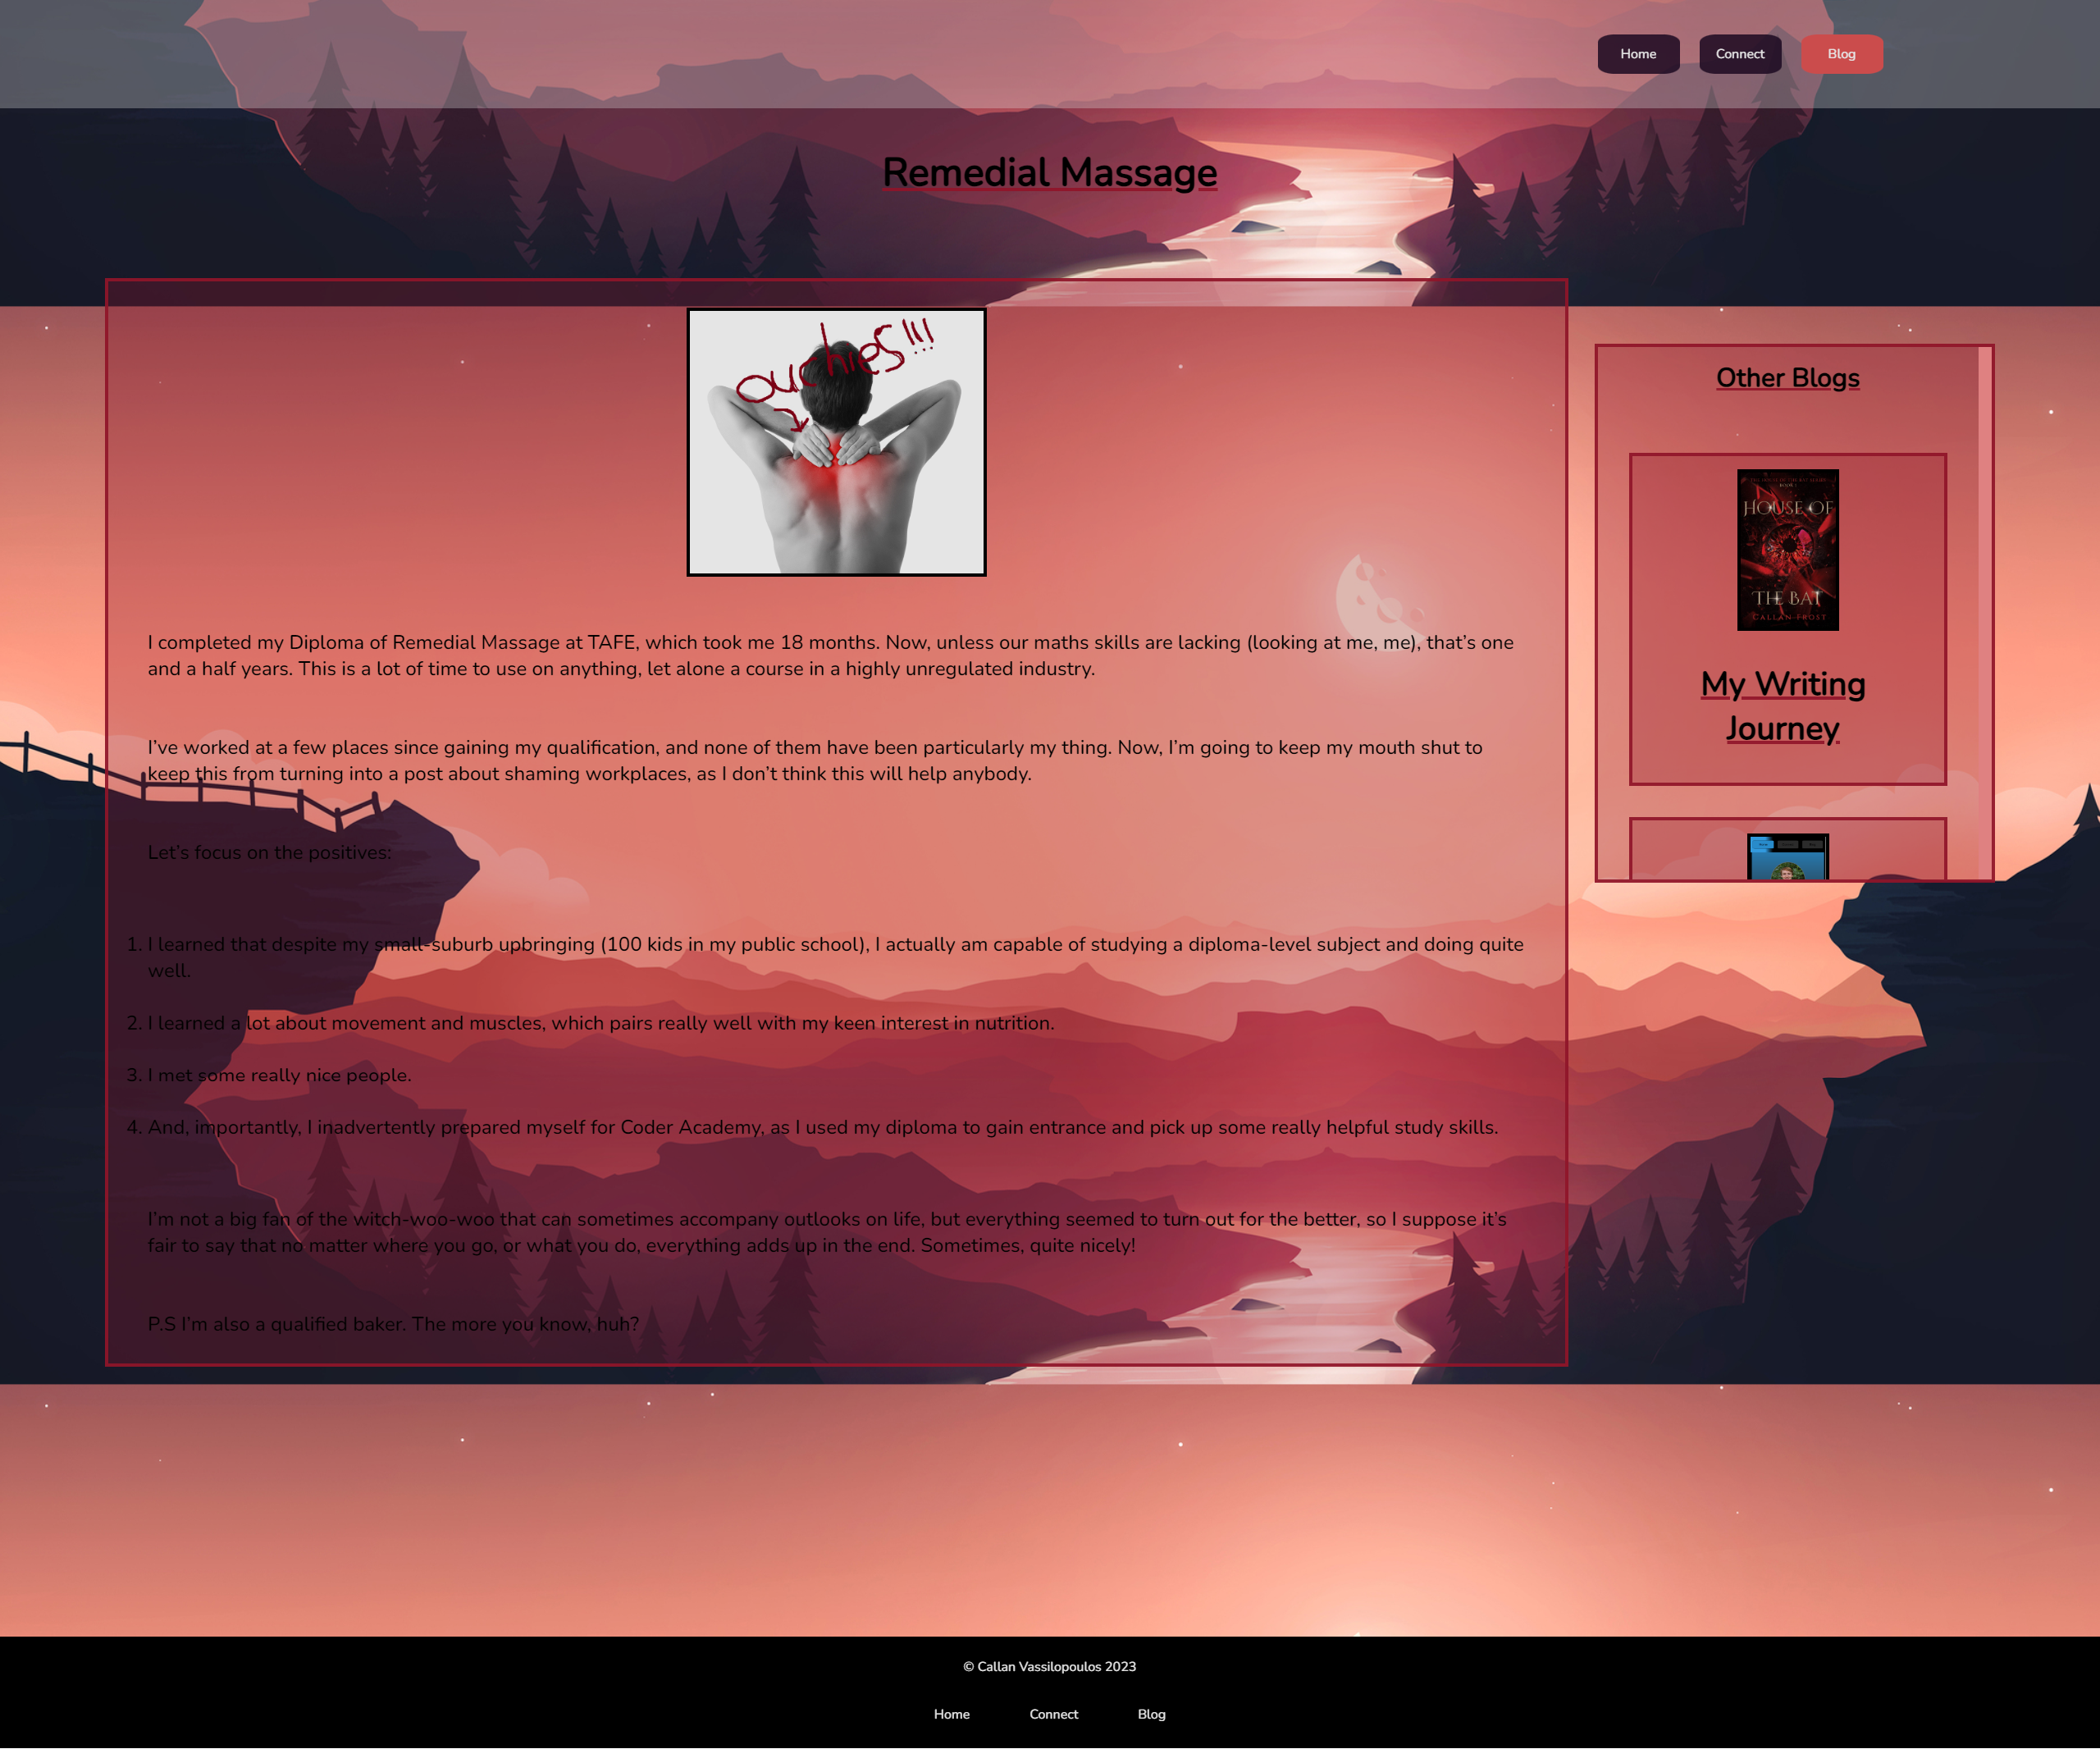 Home
Connect
Blog
Remedial Massage
ouchies!!!
I completed my Diploma of Remedial Massage at TAFE, which took me 18 months. Now, unless our maths skills are lacking (looking at me, me), that’s one
and a half years. This is a lot of time to use on anything, let alone a course in a highly unregulated industry.
I’ve worked at a few places since gaining my qualification, and none of them have been particularly my thing. Now, I’m going to keep my mouth shut to
keep this from turning into a post about shaming workplaces, as I don’t think this will help anybody.
Let’s focus on the positives:
1. I learned that despite my small-suburb upbringing (100 kids in my public school), I actually am capable of studying a diploma-level subject and doing quite
well.
2. I learned a lot about movement and muscles, which pairs really well with my keen interest in nutrition.
3. I met some really nice people.
4. And, importantly, I inadvertently prepared myself for Coder Academy, as I used my diploma to gain entrance and pick up some really helpful study skills.
I’m not a big fan of the witch-woo-woo that can sometimes accompany outlooks on life, but everything seemed to turn out for the better, so I suppose it’s
fair to say that no matter where you go, or what you do, everything adds up in the end. Sometimes, quite nicely!
P.S I’m also a qualified baker. The more you know, huh?
Other Blogs
HOUSE OF
THE BAT
CALLAN FROST
My Writing
Journey
© Callan Vassilopoulos 2023
Home
Connect
Blog